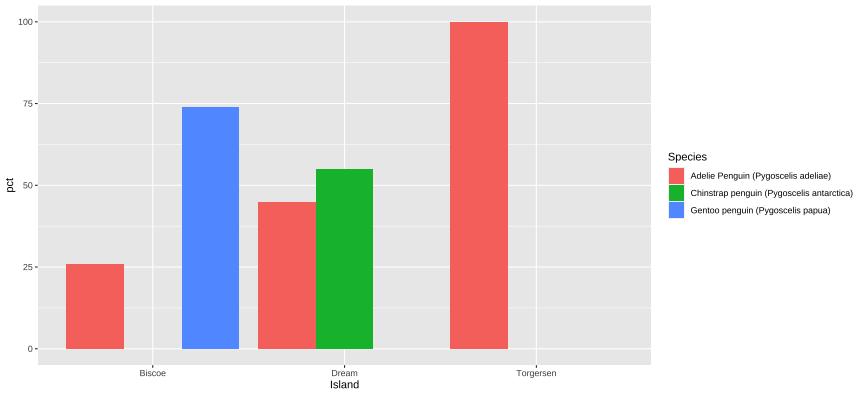 100
75
50
25
0
pct
Biscoe
Dream
Torgersen
Island
Species
Adelie Penguin (Pygoscelis adeliae)
Chinstrap penguin (Pygoscelis antarctica)
Gentoo penguin (Pygoscelis papua)